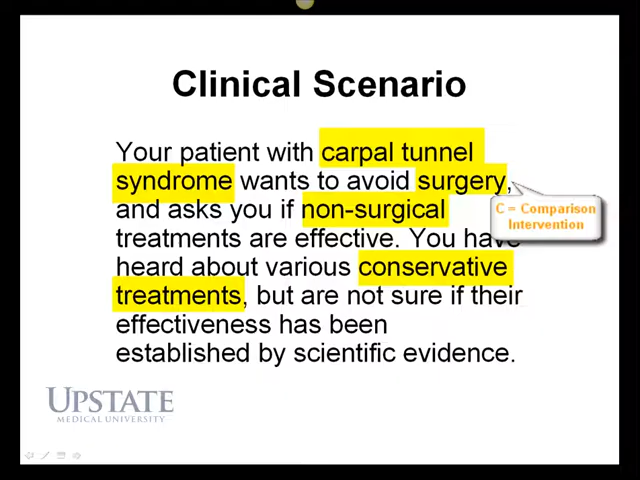 Clinical Scenario
Your patient with carpal tunnel
syndrome wants to avoid surgery,
and asks you if non-surgical
treatments are effective. You have
heard about various conservative
treatments, but are not sure if their
effectiveness has been
established by scientific evidence.
C = Comparison
Intervention
UPSTATE
MEDICAL UNIVERSITY